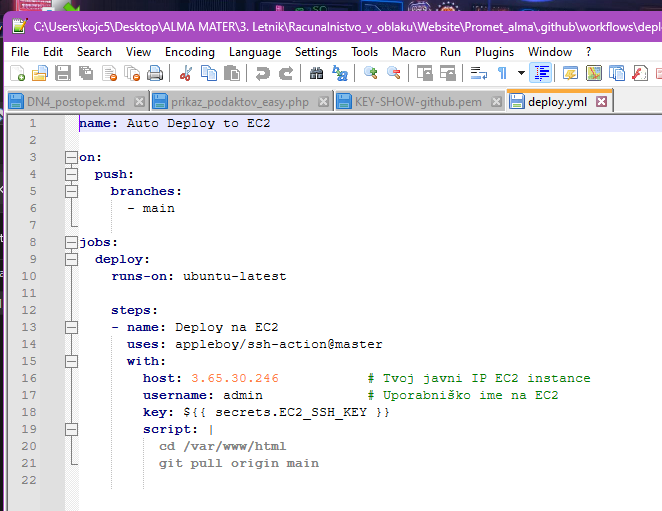 C:\Users\kojc5\Desktop\ALMA MATER\3. Letnik\Racunalnistvo_v_oblaku\Website\Promet_alma\.github\workflows\depl
File Edit Search View Encoding Language Settings Tools Macro Run Plugins Window ?
DN4_postopek.md prikaz_podaktov_easy.php KEY-SHOW-github.pem deploy.yml
1 name: Auto Deploy to EC2
2
3 on:
4 push:
5 branches:
6 - main
7
8 jobs:
9 deploy:
10 runs-on: ubuntu-latest
11
12 steps:
13 - name: Deploy na EC2
14 uses: appleboy/ssh-action@master
15 with:
16 host: 3.65.30.246 # Tvoj javni IP EC2 instance
17 username: admin # Uporabniško ime na EC2
18 key: ${{ secrets.EC2_SSH_KEY }}
19 script: |
20 cd /var/www/html
21 git pull origin main
22